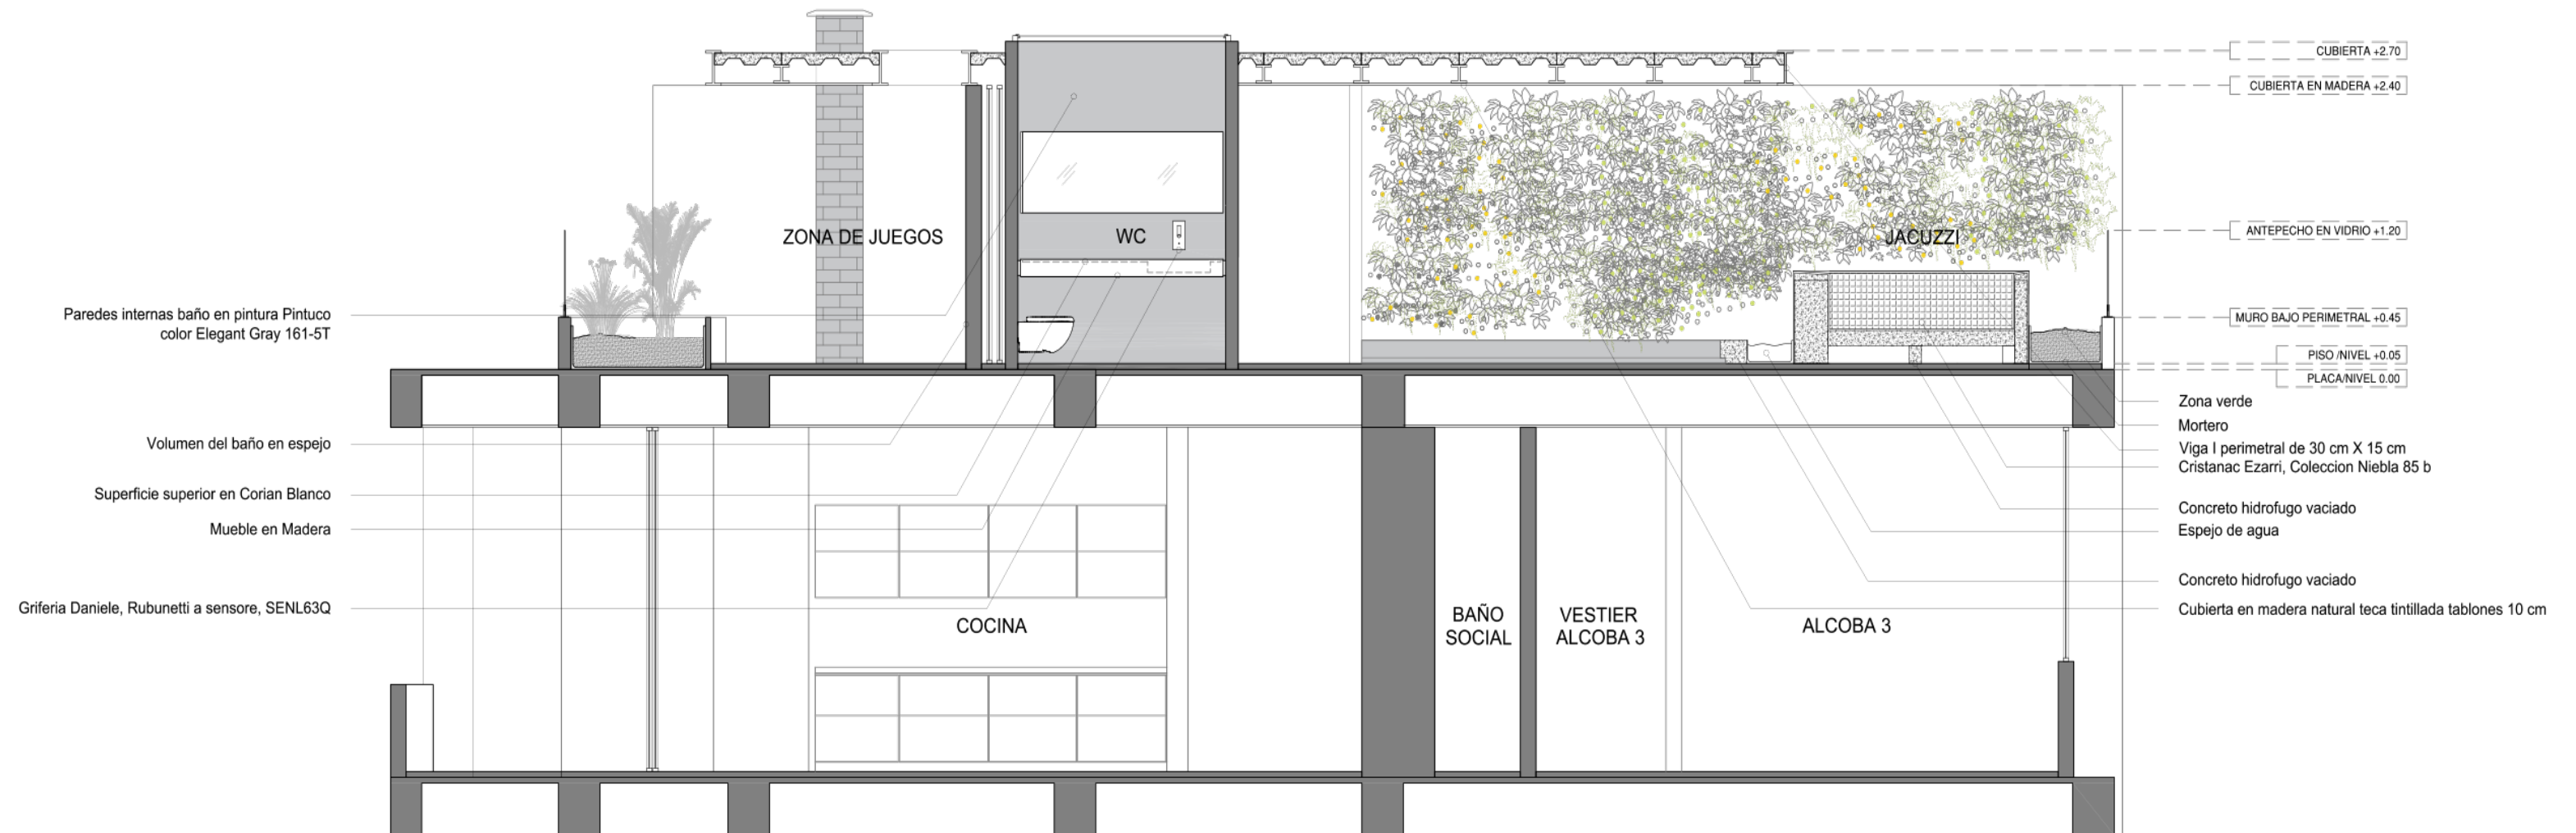 CUBIERTA +2.70
CUBIERTA EN MADERA +2.40
ZONA DE JUEGOS
WC
JACUZZI
ANTEPECHO EN VIDRIO +1.20
Paredes internas baño en pintura Pintuco
color Elegant Gray 161-5T
MURO BAJO PERIMETRAL +0.45
PISO /NIVEL +0.05
PLACA/NIVEL 0.00
Zona verde
Mortero
Volumen del baño en espejo
Viga I perimetral de 30 cm X 15 cm
Cristanac Ezarri, Coleccion Niebla 85 b
Superficie superior en Corian Blanco
Concreto hidrofugo vaciado
Mueble en Madera
Espejo de agua
Concreto hidrofugo vaciado
Griferia Daniele, Rubunetti a sensore, SENL63Q
Cubierta en madera natural teca tintillada tablones 10 cm
COCINA
BAÑO
SOCIAL
VESTIER
ALCOBA 3
ALCOBA 3